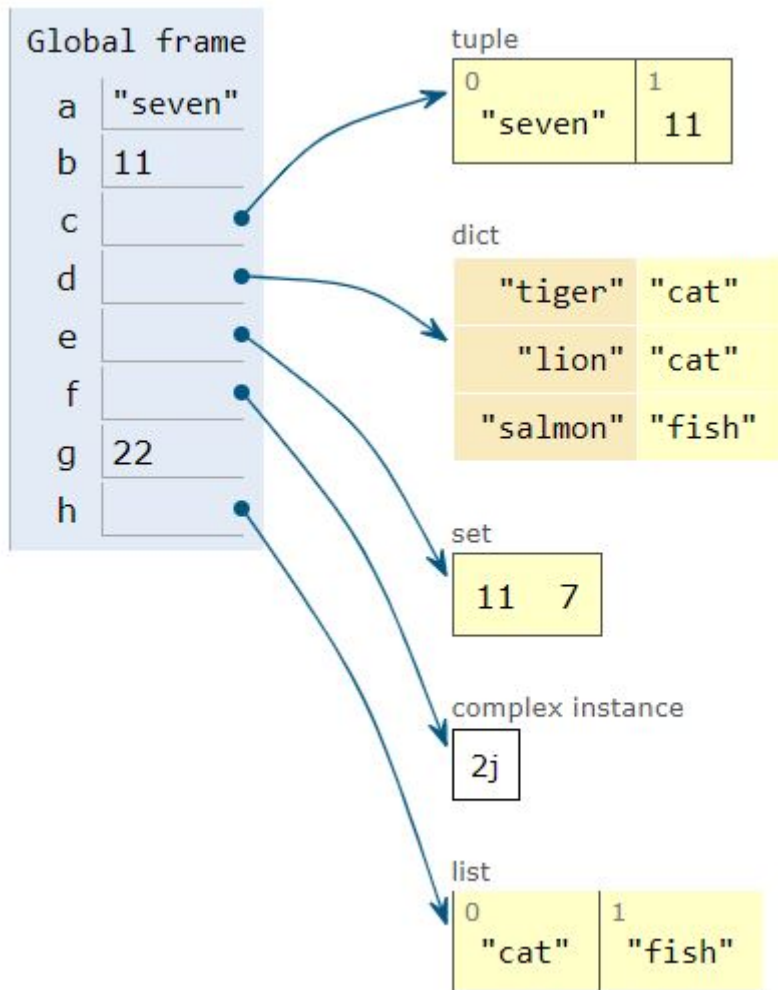 Global frame
a "seven"
b 11
c
d
e
f
g 22
h
tuple
0 1
"seven" 11
dict
"tiger" "cat"
"lion" "cat"
"salmon" "fish"
set
11 7
complex instance
2j
list
0 1
"cat" "fish"